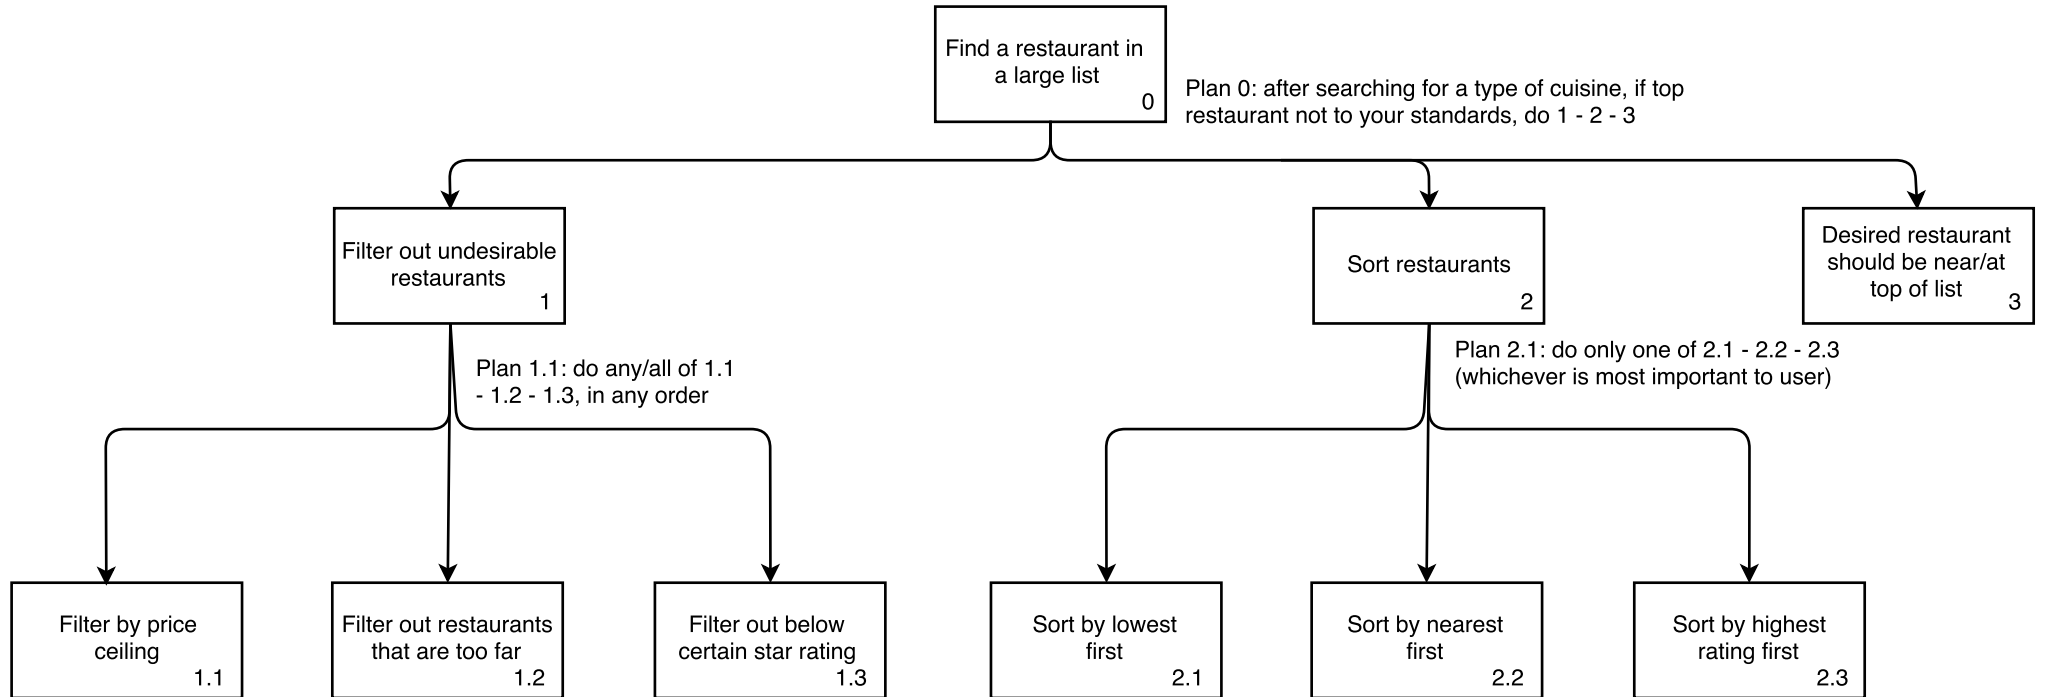 Find a restaurant in
a large list
0
Plan 0: after searching for a type of cuisine, if top
restaurant not to your standards, do 1 - 2 - 3
Filter out undesirable
restaurants
1
Sort restaurants
2
Desired restaurant
should be near/at
top of list
3
Plan 1.1: do any/all of 1.1
- 1.2 - 1.3, in any order
Plan 2.1: do only one of 2.1 - 2.2 - 2.3
(whichever is most important to user)
Filter by price
ceiling
1.1
Filter out restaurants
that are too far
1.2
Filter out below
certain star rating
1.3
Sort by lowest
first
2.1
Sort by nearest
first
2.2
Sort by highest
rating first
2.3